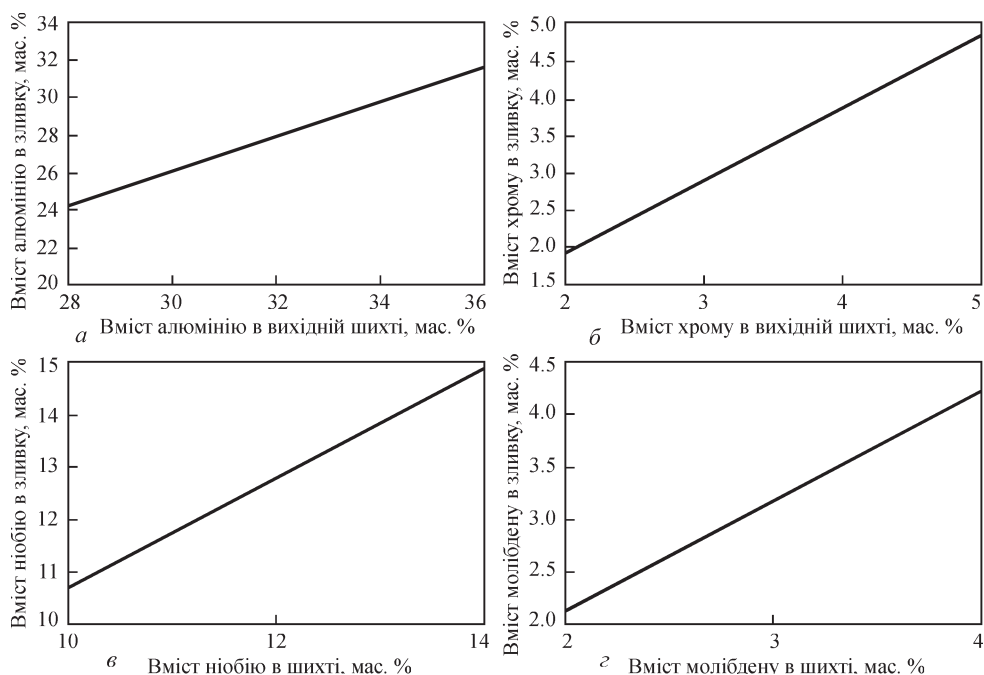 Вміст алюмінію в зливку, мас. %
34
32
30
28
26
24
22
20
28 30 32 34 36
а Вміст алюмінію в вихідній шихті, мас. %
Вміст хрому в зливку, мас. %
5.0
4.5
4.0
3.5
3.0
2.5
2.0
1.5
2 3 4 5
б Вміст хрому в вихідній шихті, мас. %
Вміст ніобію в зливку, мас. %
15
14
13
12
11
10
10 12 14
в Вміст ніобію в шихті, мас. %
Вміст молібдену в зливку, мас. %
4.5
4.0
3.5
3.0
2.5
2.0
2 3 4
г Вміст молібдену в шихті, мас. %